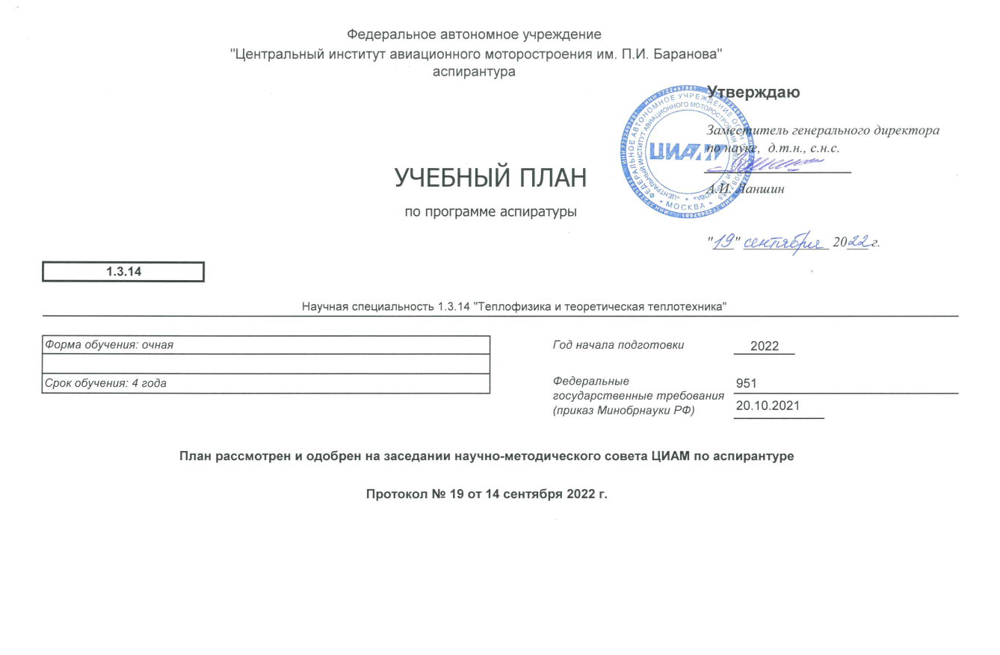 Федеральное автономное учреждение
"Центральный институт авиационного моторостроения им. П.И. Баранова"
аспирантура
Утверждаю
Заместитель генерального директора
по науке, д.т.н., с.н.с.
А.И. Ланшин
"19" сентября 2022 г.
ЦИАМ
МОСКВА
УЧЕБНЫЙ ПЛАН
по программе аспиратуры
1.3.14
Научная специальность 1.3.14 "Теплофизика и теоретическая теплотехника"
Форма обучения: очная
Срок обучения: 4 года
Год начала подготовки 2022
Федеральные
государственные требования
(приказ Минобрнауки РФ)
951
20.10.2021
План рассмотрен и одобрен на заседании научно-методического совета ЦИАМ по аспирантуре
Протокол № 19 от 14 сентября 2022 г.